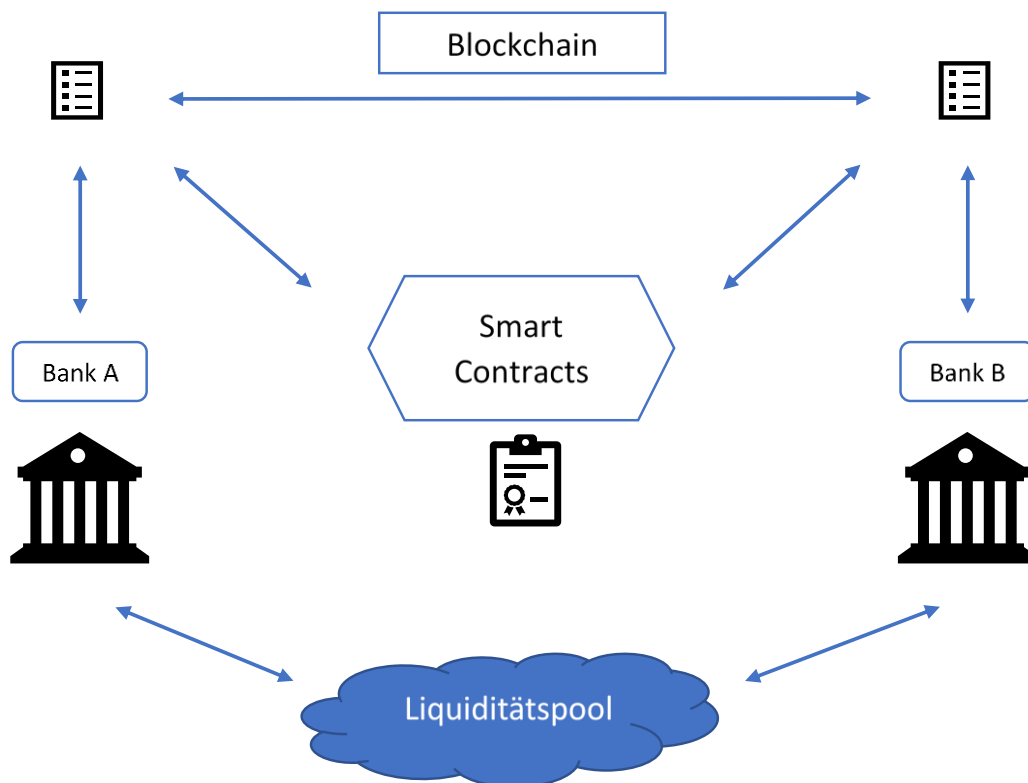 Blockchain
Smart
Contracts
Bank A
Bank B
Liquiditätspool